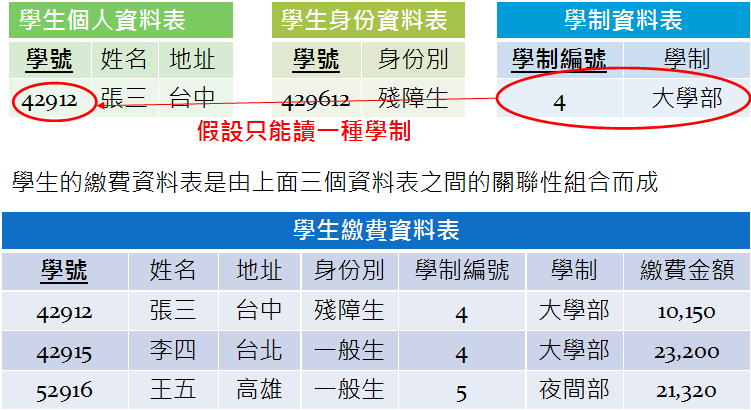 學生個人資料表
學號 姓名 地址
42912 張三 台中
學生身份資料表
學號 身份別
429612 殘障生
學制資料表
學制編號 學制
4 大學部
假設只能讀一種學制
學生的繳費資料表是由上面三個資料表之間的關聯性組合而成
學生繳費資料表
學號 姓名 地址 身份別 學制編號 學制 繳費金額
42912 張三 台中 殘障生 4 大學部 10,150
42915 李四 台北 一般生 4 大學部 23,200
52916 王五 高雄 一般生 5 夜間部 21,320